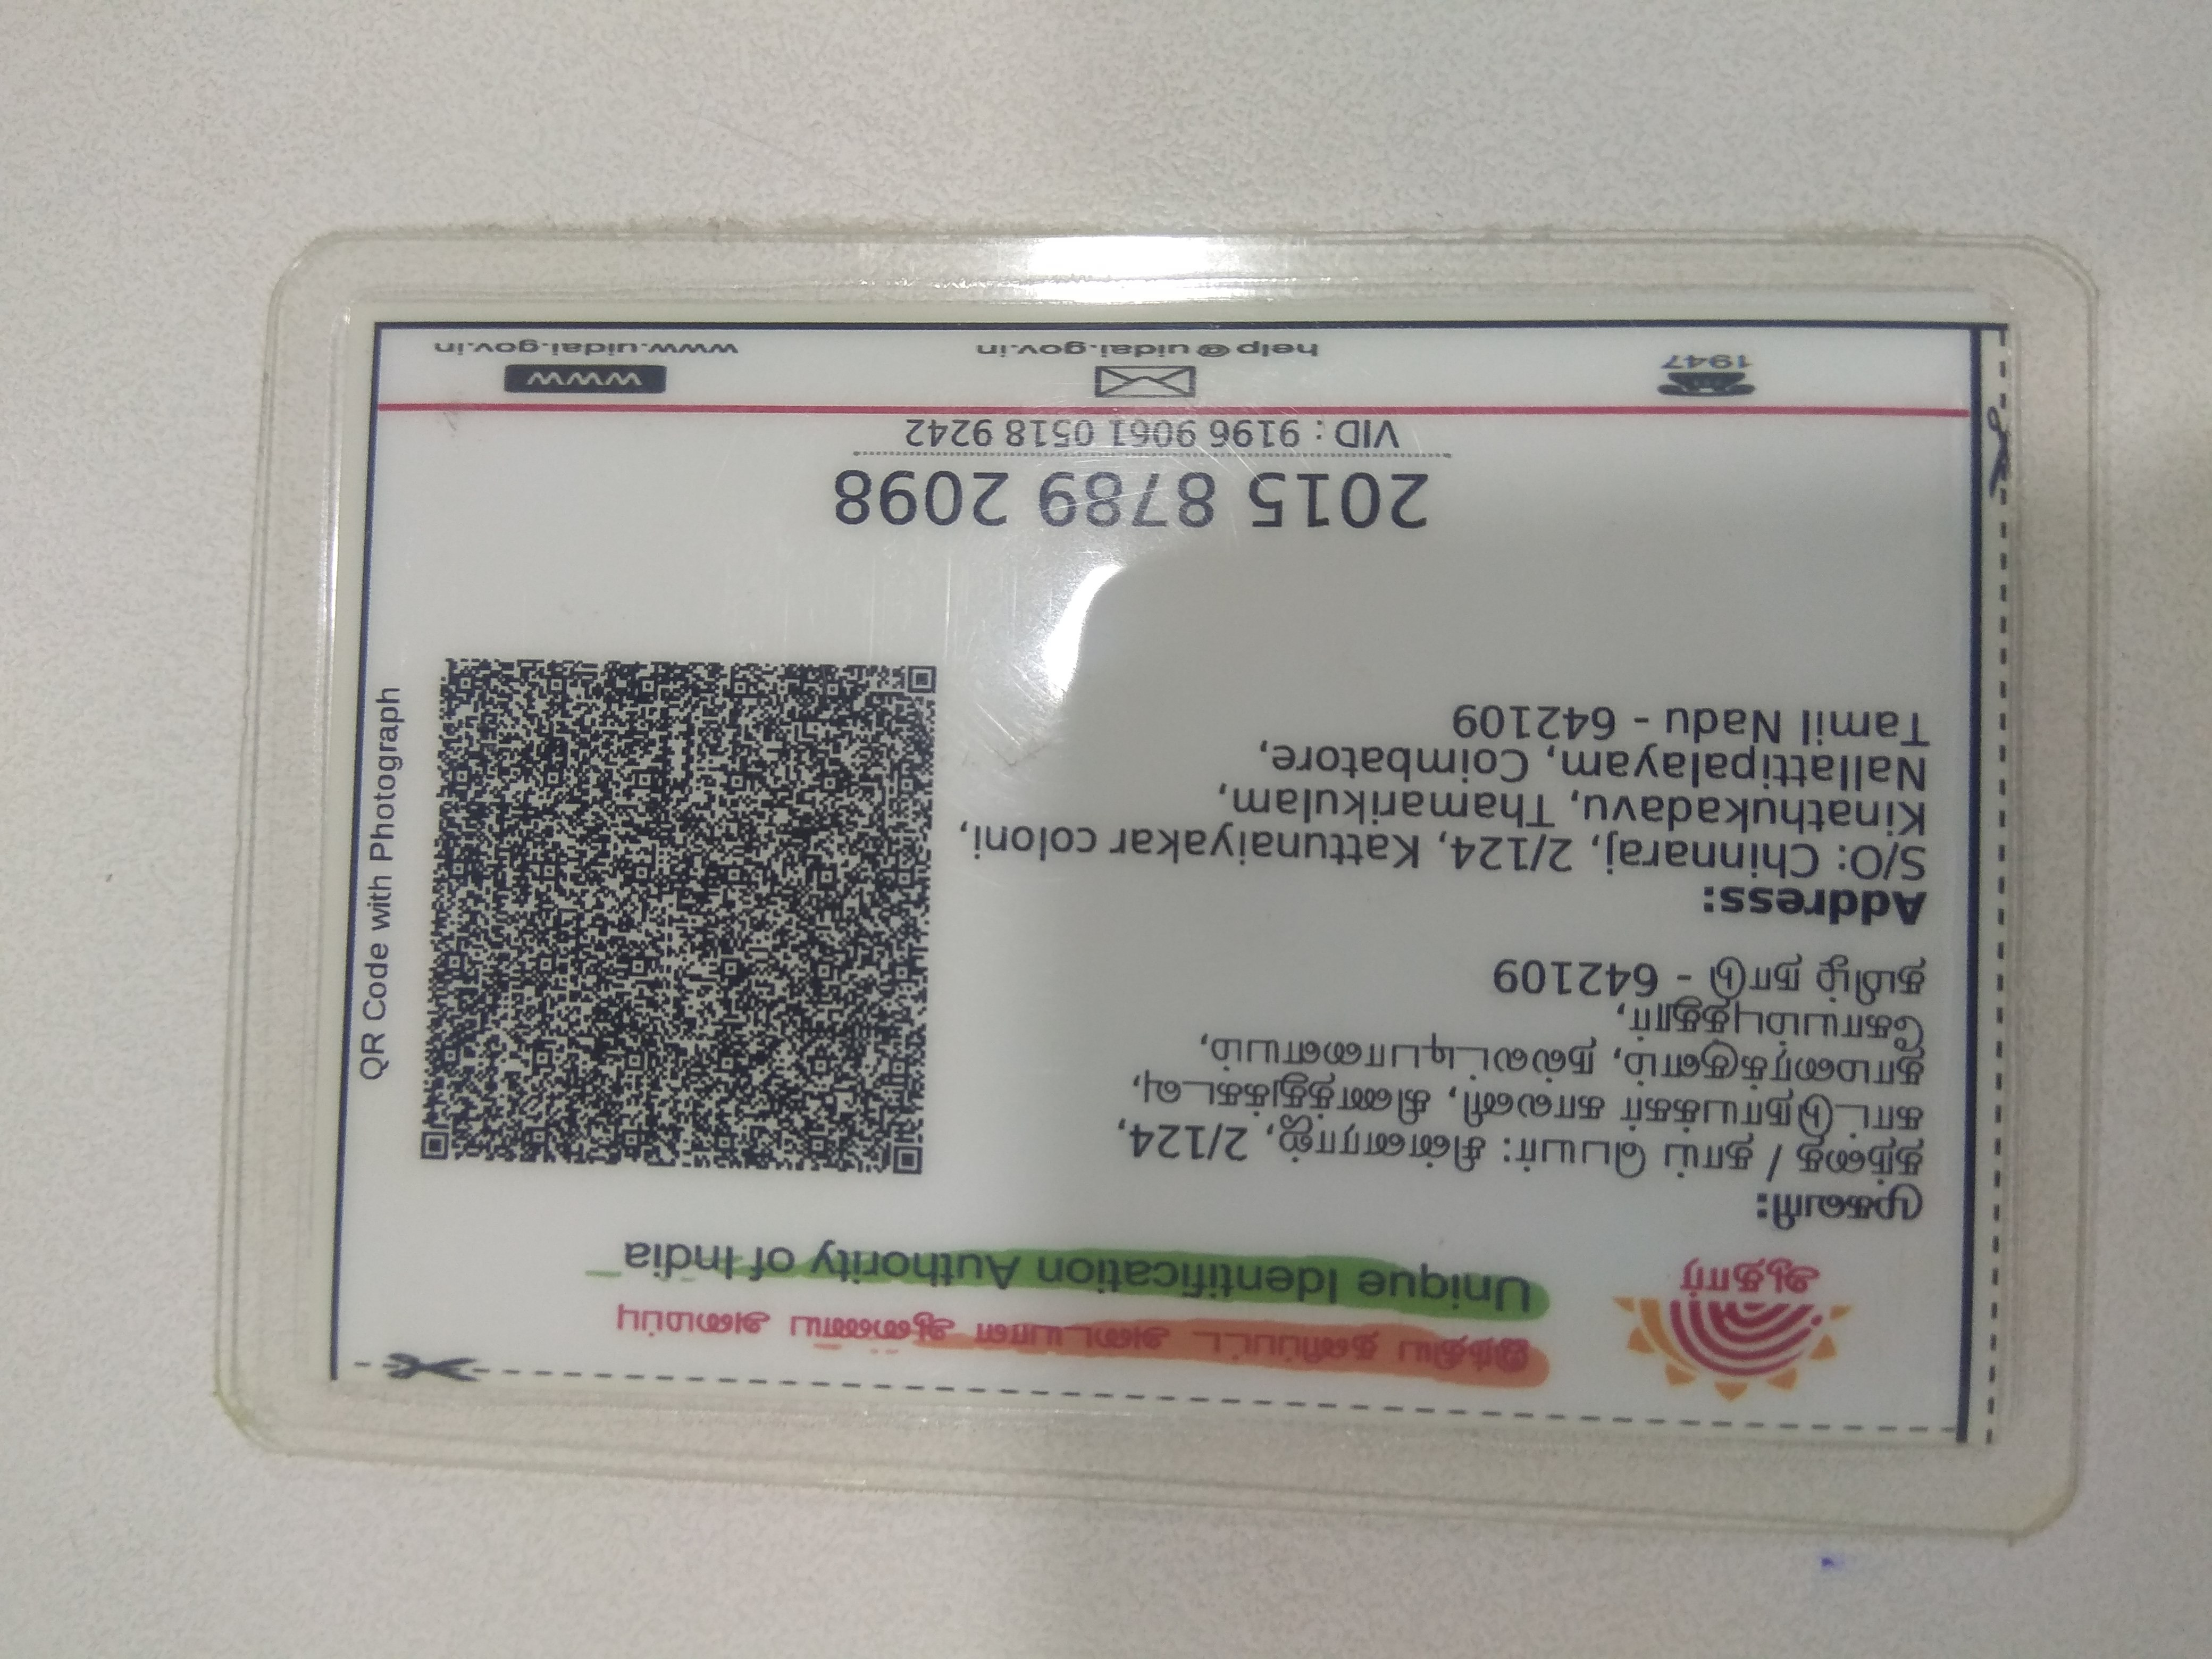 இந்திய தனிப்பட்ட அடையாள ஆணைய அமைப்பு
Unique Identification Authority of India
ஆதார்
முகவரி:
தந்தை / தாய் பெயர்: சின்னராஜ், 2/124,
காட்டுநாயக்கர் காலனி, கிணத்துக்கடவு,
தாமரைக்குளம், நல்லட்டிபாளையம்,
கோயம்புத்தூர்,
தமிழ் நாடு - 642109
Address:
S/O: Chinnaraj, 2/124, Kattunaiyakar coloni,
Kinathukadavu, Thamarikulam,
Nallattipalayam, Coimbatore,
Tamil Nadu - 642109
QR Code with Photograph
2015 8789 2098
VID : 9196 9061 0518 9242
1947
help@uidai.gov.in
WWW
www.uidai.gov.in